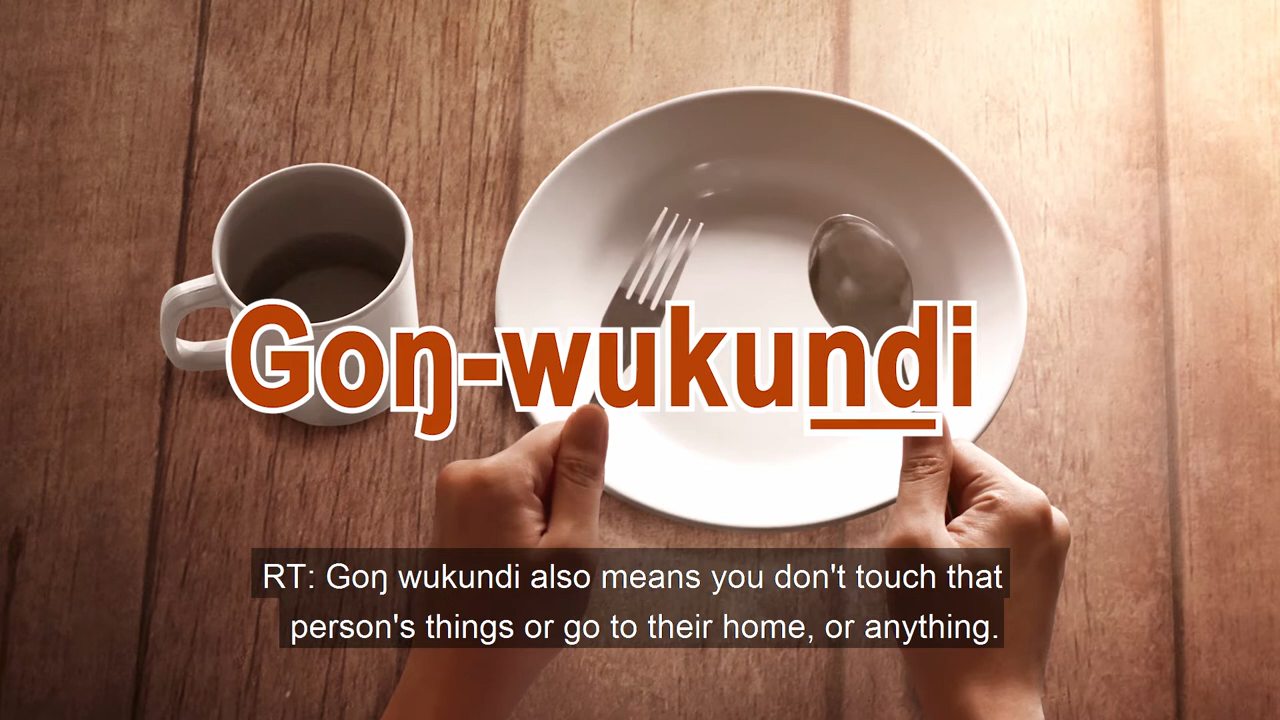 Goŋ-wukun̲d̲i
RT: Goŋ wukundi also means you don't touch that
person's things or go to their home, or anything.